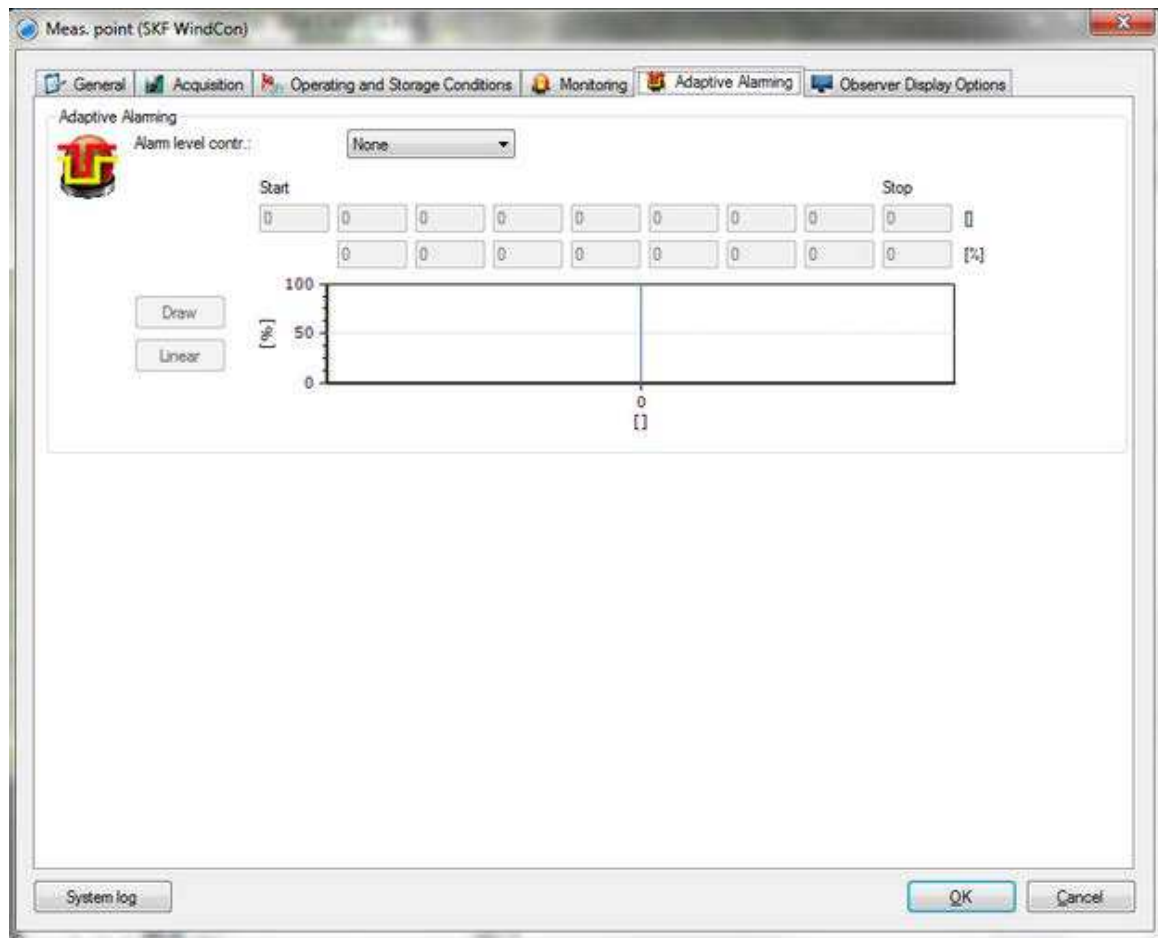 Meas. point (SKF WindCon)
General Acquisition Operating and Storage Conditions Monitoring Adaptive Alarming Observer Display Options
Adaptive Alarming
Alarm level contr.: None
Start Stop
0 0 0 0 0 0 0 0 0 []
0 0 0 0 0 0 0 0 [%]
Draw
Linear
[%]
100
50
0
0
[]
System log OK Cancel